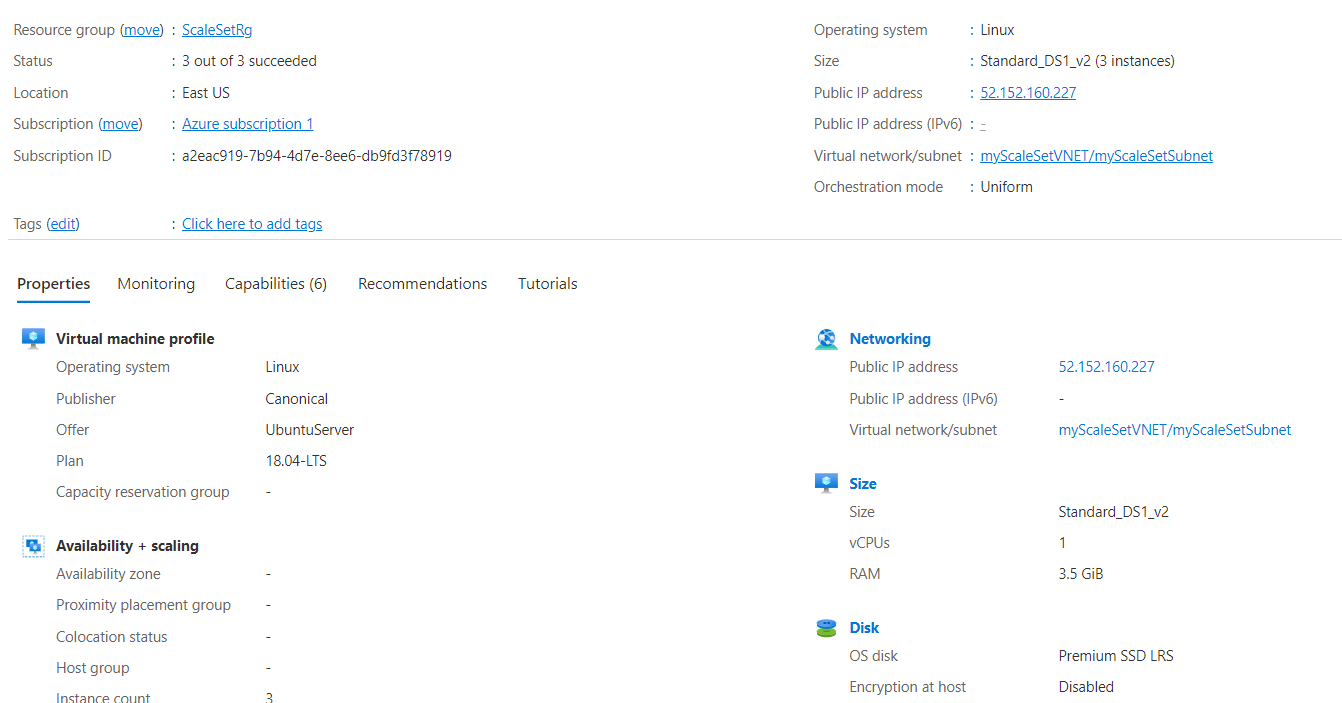 Resource group (move) : ScaleSetRg
Status : 3 out of 3 succeeded
Location : East US
Subscription (move) : Azure subscription 1
Subscription ID : a2eac919-7b94-4d7e-8ee6-db9fd3f78919
Tags (edit) : Click here to add tags
Operating system : Linux
Size : Standard_DS1_v2 (3 instances)
Public IP address : 52.152.160.227
Public IP address (IPv6) : -
Virtual network/subnet : myScaleSetVNET/myScaleSetSubnet
Orchestration mode : Uniform
Properties Monitoring Capabilities (6) Recommendations Tutorials
Virtual machine profile
Operating system Linux
Publisher Canonical
Offer UbuntuServer
Plan 18.04-LTS
Capacity reservation group -
Availability + scaling
Availability zone -
Proximity placement group -
Colocation status -
Host group -
Instance count 3
Networking
Public IP address 52.152.160.227
Public IP address (IPv6) -
Virtual network/subnet myScaleSetVNET/myScaleSetSubnet
Size
Size Standard_DS1_v2
vCPUs 1
RAM 3.5 GiB
Disk
OS disk Premium SSD LRS
Encryption at host Disabled